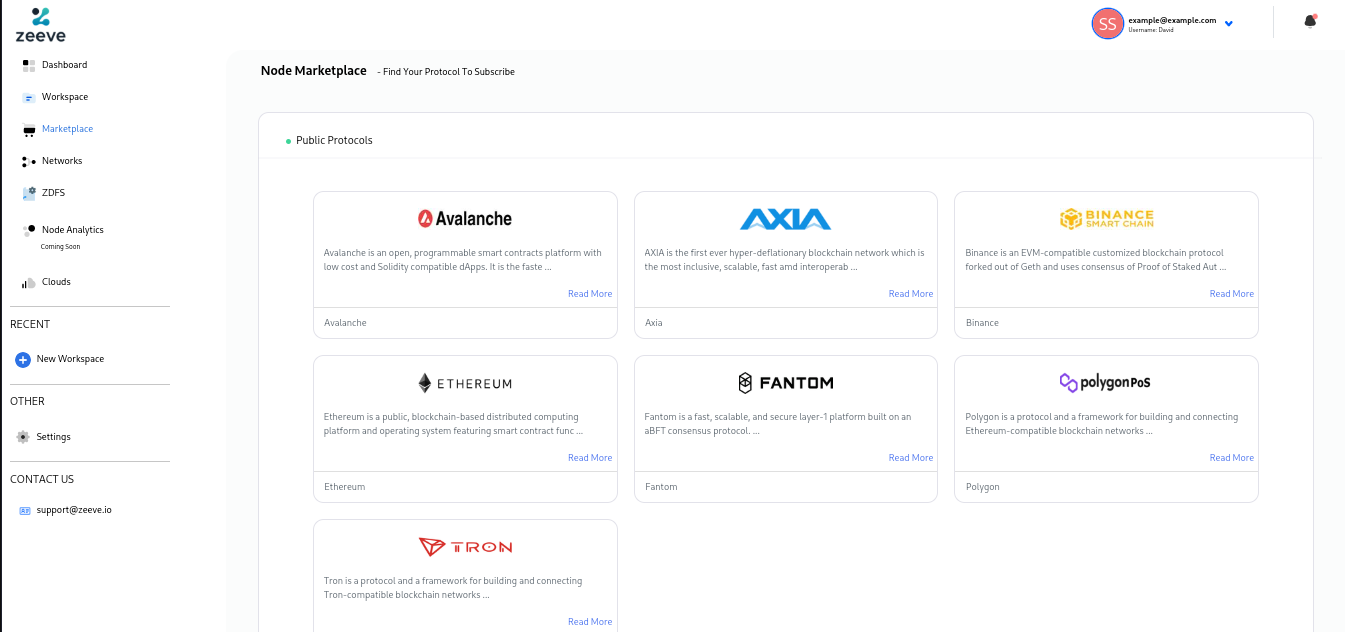 zeeve
SS
example@example.com
Username: David
Dashboard
Workspace
Marketplace
Networks
ZDFS
Node Analytics
Coming Soon
Clouds
RECENT
New Workspace
OTHER
Settings
CONTACT US
support@zeeve.io
Node Marketplace - Find Your Protocol To Subscribe
Public Protocols
Avalanche
Avalanche is an open, programmable smart contracts platform with
low cost and Solidity compatible dApps. It is the faste ...
Read More
Avalanche
AXIA
AXIA is the first ever hyper-deflationary blockchain network which is
the most inclusive, scalable, fast amd interoperab ...
Read More
Axia
BINANCE
SMART CHAIN
Binance is an EVM-compatible customized blockchain protocol
forked out of Geth and uses consensus of Proof of Staked Aut ...
Read More
Binance
ETHEREUM
Ethereum is a public, blockchain-based distributed computing
platform and operating system featuring smart contract func ...
Read More
Ethereum
FANTOM
Fantom is a fast, scalable, and secure layer-1 platform built on an
aBFT consensus protocol. ...
Read More
Fantom
polygon PoS
Polygon is a protocol and a framework for building and connecting
Ethereum-compatible blockchain networks ...
Read More
Polygon
TRON
Tron is a protocol and a framework for building and connecting
Tron-compatible blockchain networks ...
Read More